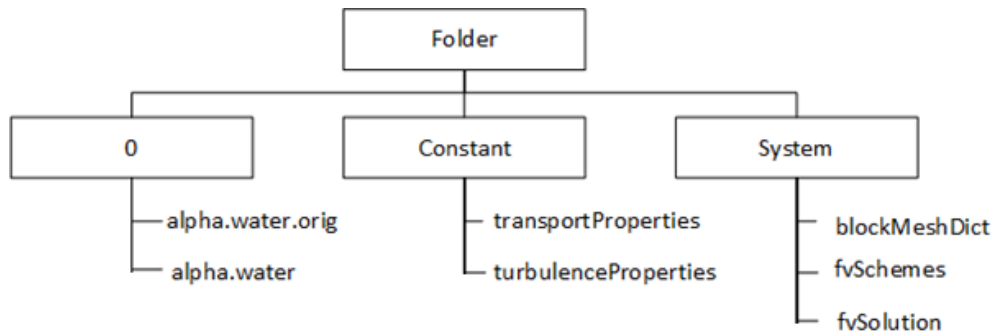 Folder
0
Constant
System
alpha.water.orig
alpha.water
transportProperties
turbulenceProperties
blockMeshDict
fvSchemes
fvSolution